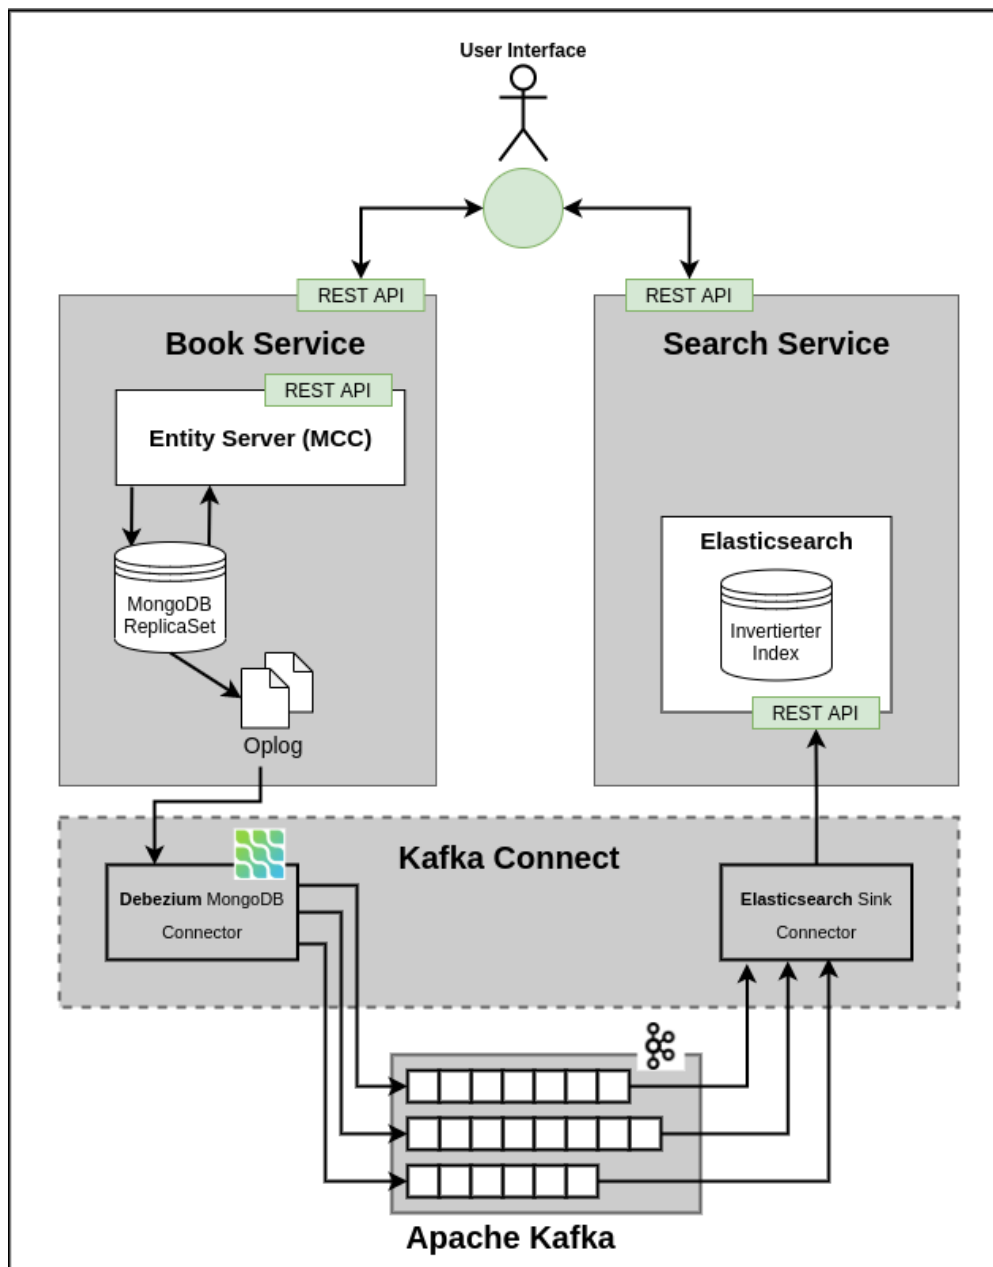 User Interface
REST API
REST API
Book Service
Search Service
REST API
Entity Server (MCC)
Elasticsearch
MongoDB
ReplicaSet
Invertierter
Index
REST API
Oplog
Kafka Connect
Debezium MongoDB
Connector
Elasticsearch Sink
Connector
Apache Kafka